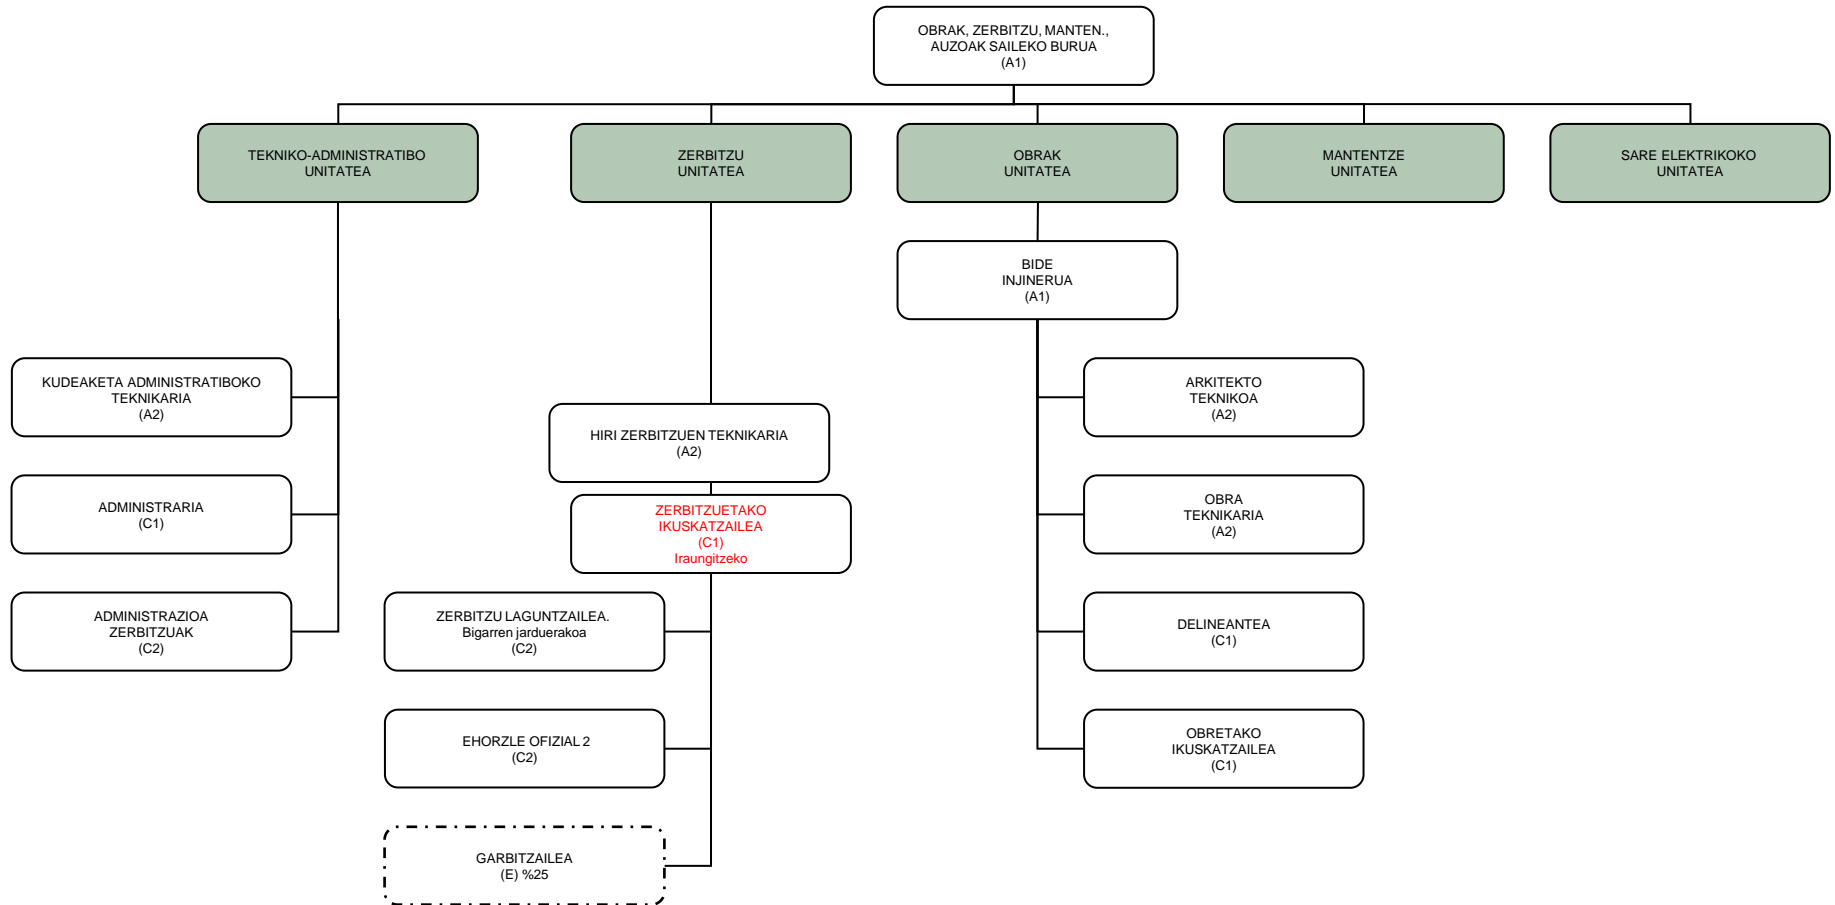 OBRAK, ZERBITZU, MANTEN.,
AUZOAK SAILEKO BURUA
(A1)
TEKNIKO-ADMINISTRATIBO
UNITATEA
ZERBITZU
UNITATEA
OBRAK
UNITATEA
MANTENTZE
UNITATEA
SARE ELEKTRIKOKO
UNITATEA
BIDE
INJINERUA
(A1)
KUDEAKETA ADMINISTRATIBOKO
TEKNIKARIA
(A2)
ADMINISTRARIA
(C1)
ADMINISTRAZIOA
ZERBITZUAK
(C2)
HIRI ZERBITZUEN TEKNIKARIA
(A2)
ZERBITZUETAKO
IKUSKATZAILEA
(C1)
Iraungitzeko
ZERBITZU LAGUNTZAILEA.
Bigarren jarduerakoa
(C2)
EHORZLE OFIZIAL 2
(C2)
GARBITZAILEA
(E) %25
ARKITEKTO
TEKNIKOA
(A2)
OBRA
TEKNIKARIA
(A2)
DELINEANTEA
(C1)
OBRETAKO
IKUSKATZAILEA
(C1)